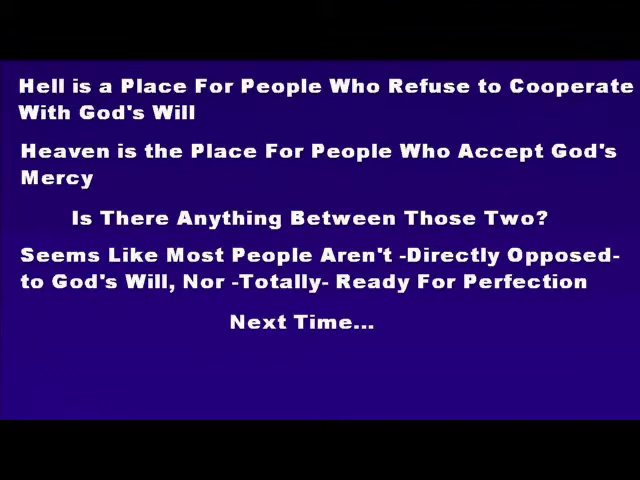 Hell is a Place For People Who Refuse to Cooperate
With God's Will
Heaven is the Place For People Who Accept God's
Mercy
Is There Anything Between Those Two?
Seems Like Most People Aren't -Directly Opposed-
to God's Will, Nor -Totally- Ready For Perfection
Next Time...